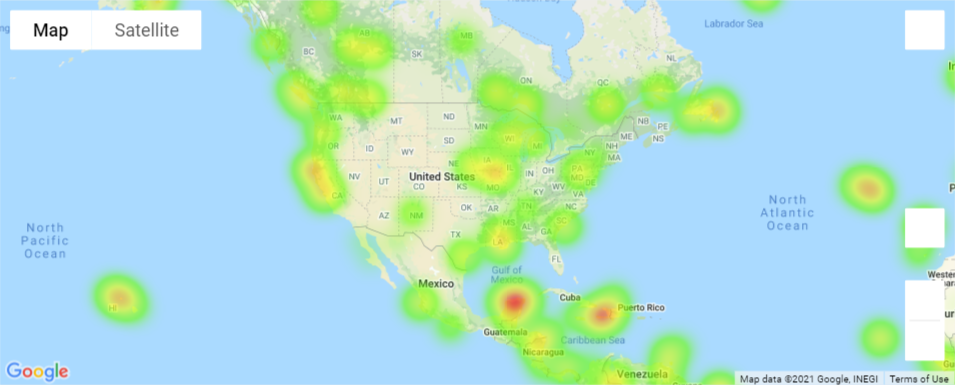 Map
Satellite
Labrador Sea
AB
MB
BC
SK
NL
ON
QC
NB
PE
NS
WA
MT
ND
MN
ME
OR
ID
SD
WI
MI
NH
NY
MA
WY
NE
IA
IL
IN
OH
PA
MD
DE
NV
UT
United States
CO
KS
MO
KY
WV
VA
CA
AZ
NM
OK
AR
TN
NC
SC
MS
AL
GA
TX
LA
FL
North
Pacific
Ocean
North
Atlantic
Ocean
Gulf of
Mexico
Mexico
Cuba
Puerto Rico
HI
Guatemala
Caribbean Sea
Nicaragua
Venezuela
Google
Map data ©2021 Google, INEGI
Terms of Use